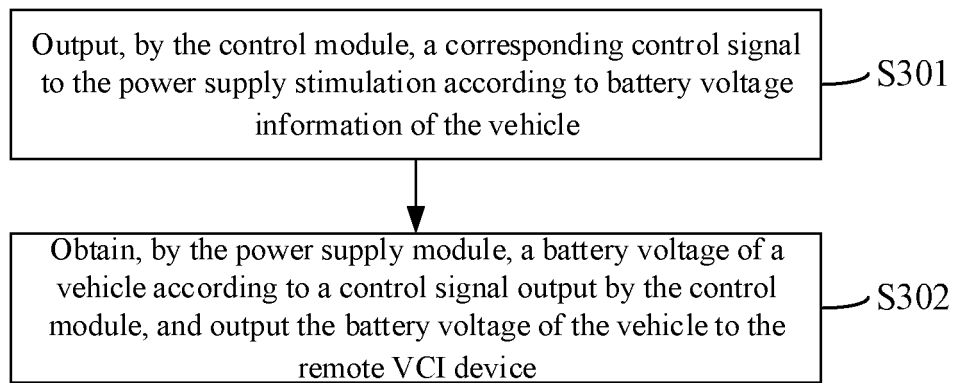 Output, by the control module, a corresponding control signal
to the power supply stimulation according to battery voltage
information of the vehicle
S301
Obtain, by the power supply module, a battery voltage of a
vehicle according to a control signal output by the control
module, and output the battery voltage of the vehicle to the
remote VCI device
S302